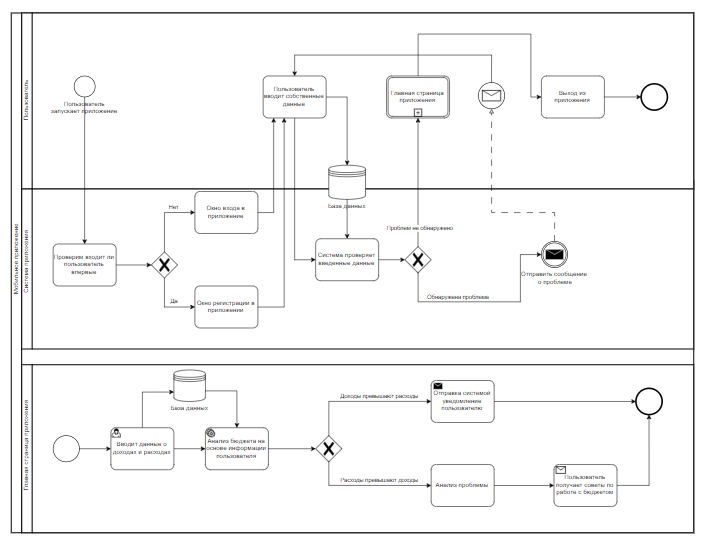 Мобильное приложение
Пользователь
Пользователь
запускает приложение
Пользователь
вводит собственные
данные
Главная страница
приложения
Выход из
приложения
Система приложения
Проверим входит ли
пользователь
впервые
Нет
Да
Окно входа в
приложение
Окно регистрации в
приложении
База данных
Система проверяет
введенные данные
Проблем не обнаружено
Обнаружена проблема
Отправить сообщение
о проблеме
Главная страница приложения
Вводит данные о
доходах и расходах
База данных
Анализ бюджета на
основе информации
пользователя
Доходы превышают расходы
Расходы превышают доходы
Отправка системой
уведомление
пользователю
Анализ проблемы
Пользователь
получает советы по
работе с бюджетом